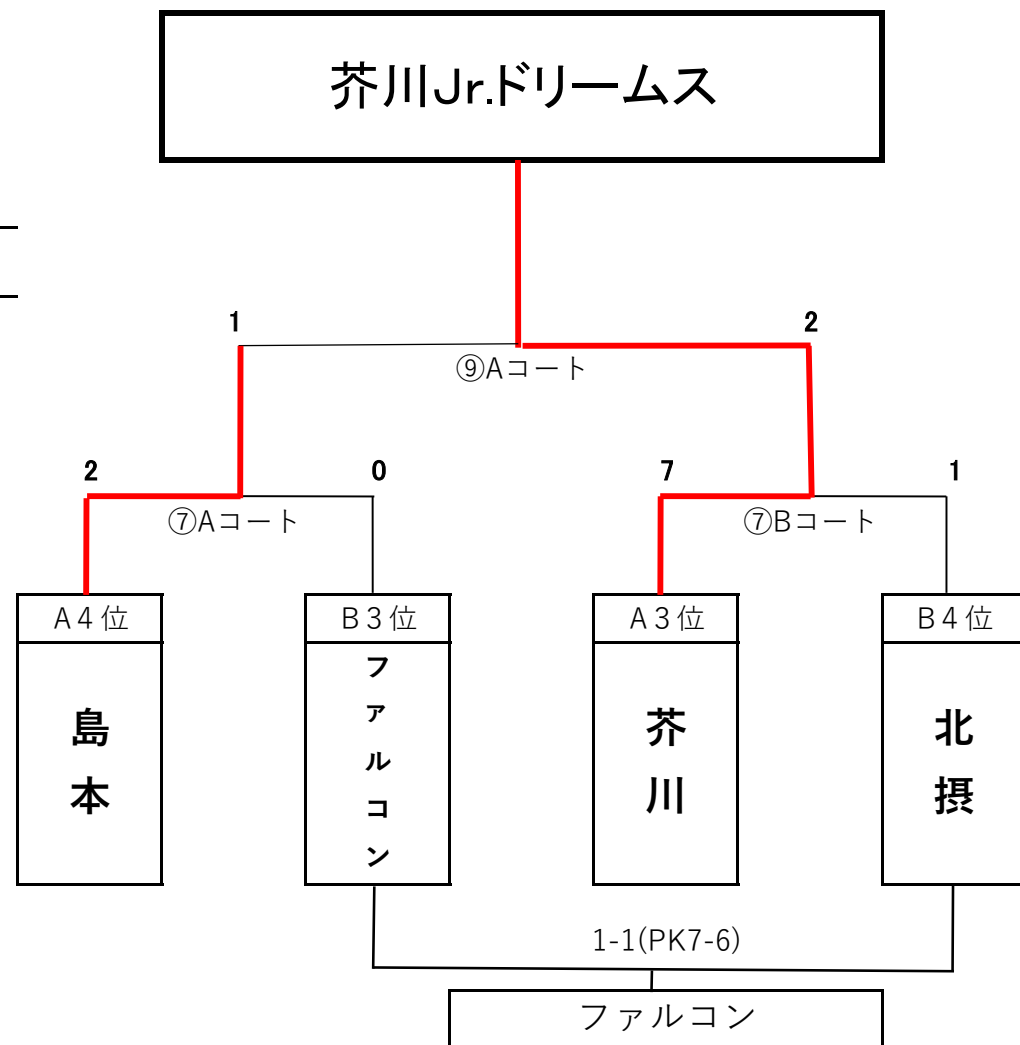 芥川Jr.ドリームス
1 2
⑨Aコート
2 0 7 1
⑦Aコート ⑦Bコート
A4位 B3位 A3位 B4位
島本 ファルコン 芥川 北摂
1-1(PK7-6)
ファルコン